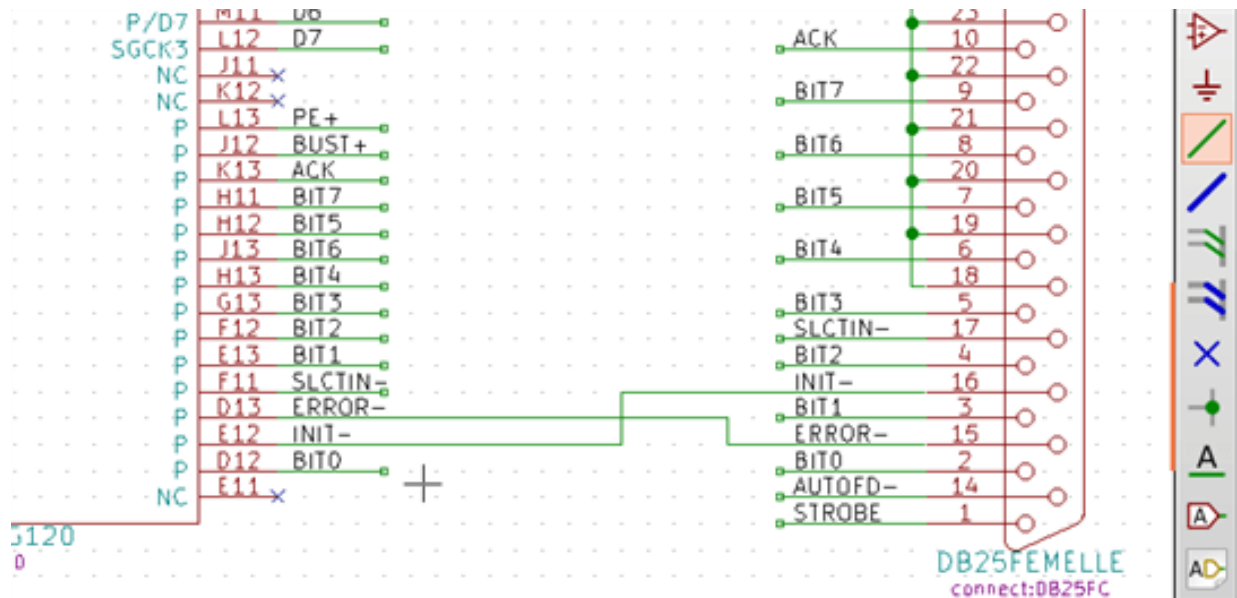 M11 D6
P/D7
L12 D7
SGCK3
J11
NC
K12
NC
L13 PE+
P
J12 BUST+
P
K13 ACK
P
H11 BIT7
P
H12 BIT5
P
J13 BIT6
P
H13 BIT4
P
G13 BIT3
P
F12 BIT2
P
E13 BIT1
P
F11 SLCTIN-
P
D13 ERROR-
P
E12 INIT-
P
D12 BIT0
P
E11
NC
G120
D
23
ACK 10
22
BIT7 9
21
BIT6 8
20
BIT5 7
19
BIT4 6
18
BIT3 5
SLCTIN- 17
BIT2 4
INIT- 16
BIT1 3
ERROR- 15
BIT0 2
AUTOFD- 14
STROBE 1
DB25FEMELLE
connect:DB25FC
A
A
AD